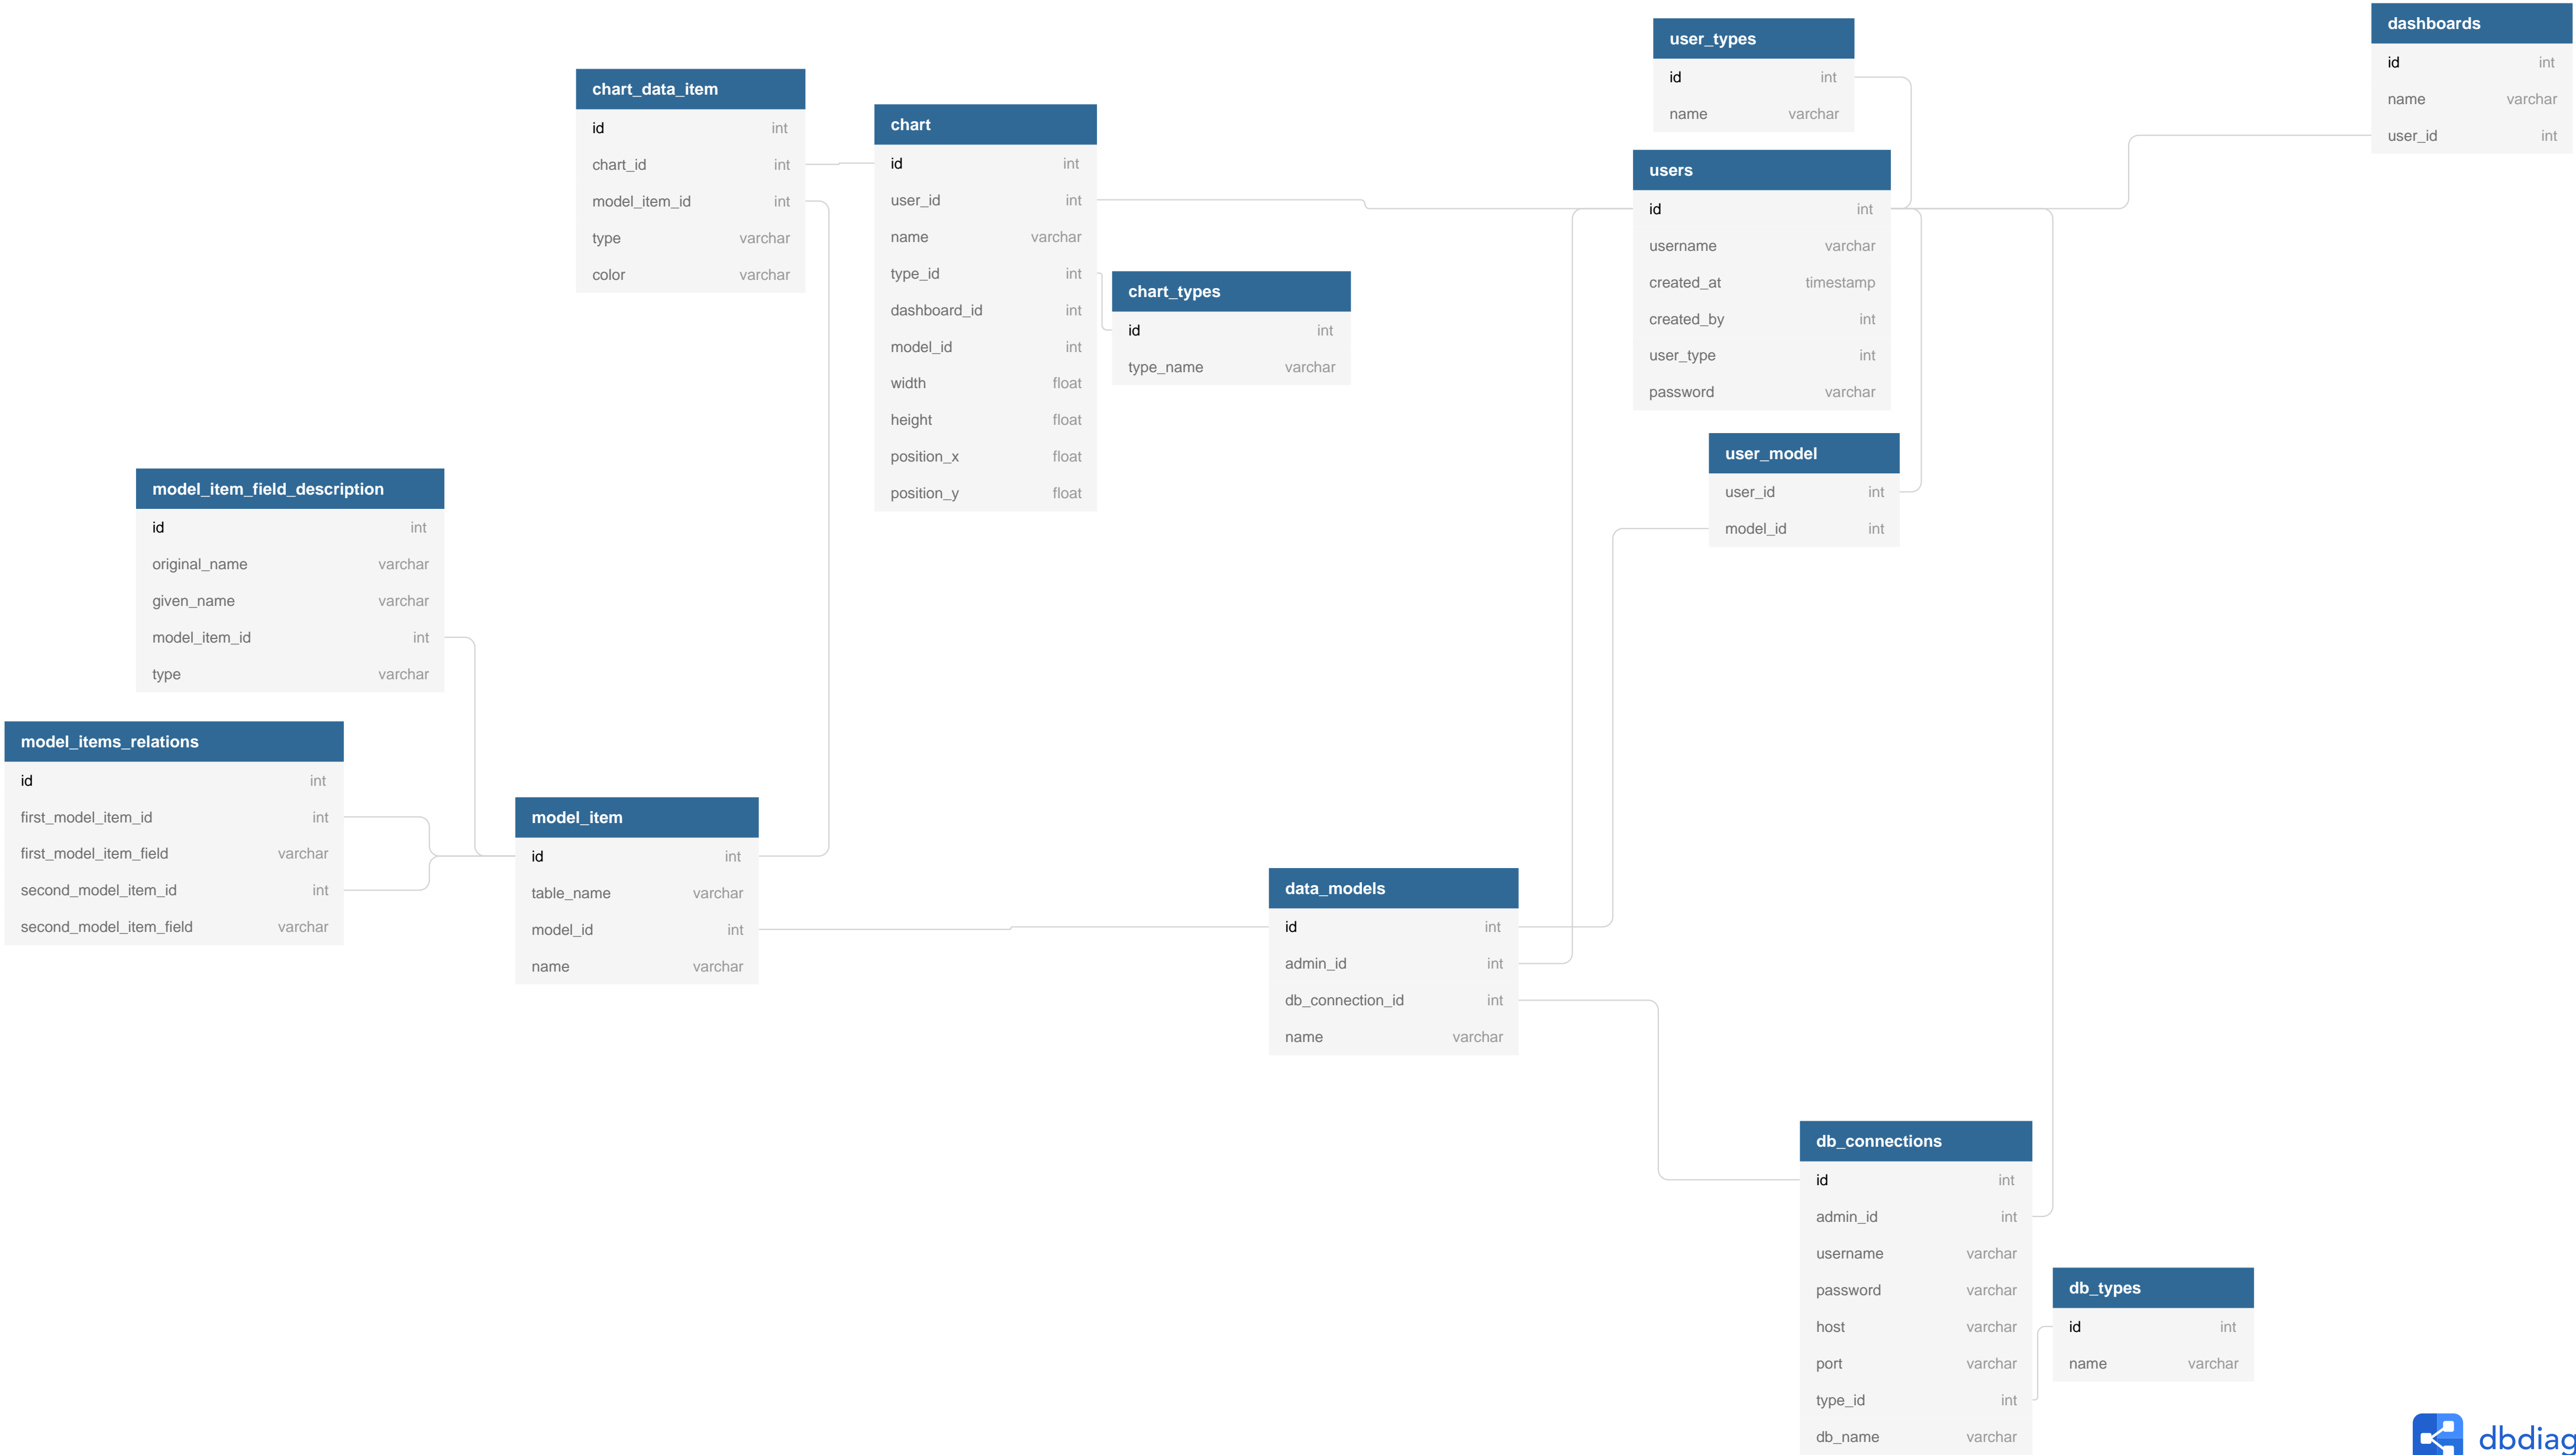 user_types
id int
name varchar
dashboards
id int
name varchar
user_id int
chart_data_item
id int
chart_id int
model_item_id int
type varchar
color varchar
chart
id int
user_id int
name varchar
type_id int
dashboard_id int
model_id int
width float
height float
position_x float
position_y float
chart_types
id int
type_name varchar
users
id int
username varchar
created_at timestamp
created_by int
user_type int
password varchar
user_model
user_id int
model_id int
model_item_field_description
id int
original_name varchar
given_name varchar
model_item_id int
type varchar
model_items_relations
id int
first_model_item_id int
first_model_item_field varchar
second_model_item_id int
second_model_item_field varchar
model_item
id int
table_name varchar
model_id int
name varchar
data_models
id int
admin_id int
db_connection_id int
name varchar
db_connections
id int
admin_id int
username varchar
password varchar
host varchar
port varchar
type_id int
db_name varchar
db_types
id int
name varchar
dbdiag